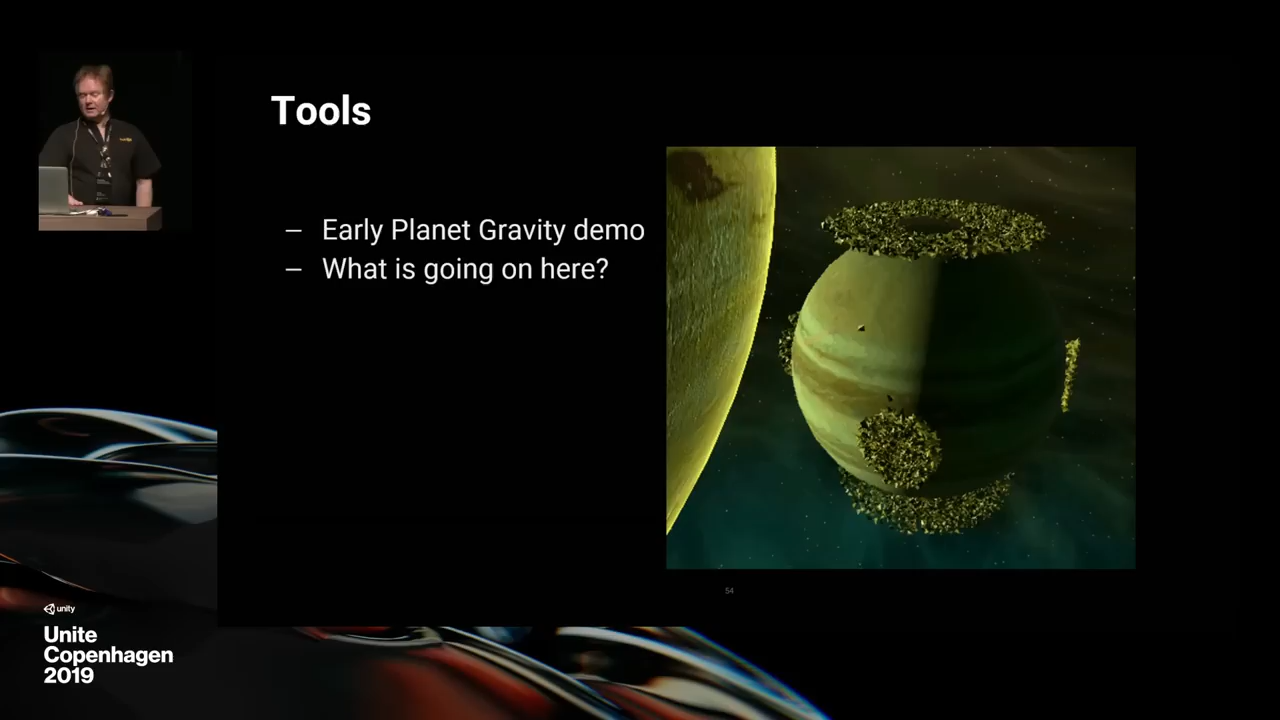 Tools
– Early Planet Gravity demo
– What is going on here?
54
unity
Unite
Copenhagen
2019